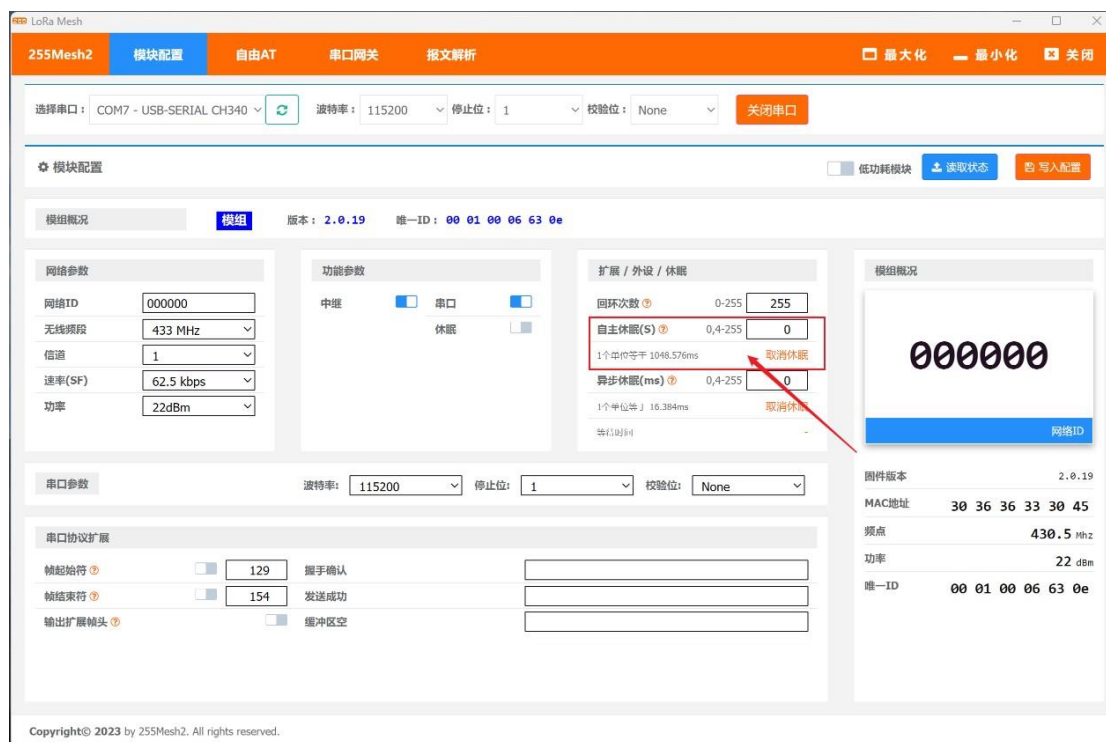 255 LoRa Mesh
255Mesh2 模块配置 自由AT 串口网关 报文解析 最大化 最小化 关闭
选择串口： COM7 - USB-SERIAL CH340 波特率： 115200 停止位： 1 校验位： None 关闭串口
模块配置 低功耗模块 读取状态 写入配置
模组概况 模组 版本： 2.0.19 唯一ID： 00 01 00 06 63 0e
网络参数 功能参数 扩展 / 外设 / 休眠 模组概况
网络ID 000000 中继 串口 回环次数 0-255 255
无线频段 433 MHz 休眠 自主休眠(S) 0,4-255 0
信道 1 1个单位等于 1048.576ms 取消休眠
000000
速率(SF) 62.5 kbps 异步休眠(ms) 0,4-255 0
功率 22dBm 1个单位等于 16.384ms 取消休眠
等待时间 -
网络ID
串口参数 波特率: 115200 停止位: 1 校验位: None
固件版本 2.0.19
MAC地址 30 36 36 33 30 45
频点 430.5 Mhz
功率 22 dBm
唯一ID 00 01 00 06 63 0e
串口协议扩展
帧起始符 129 握手确认
帧结束符 154 发送成功
输出扩展帧头 缓冲区空
Copyright© 2023 by 255Mesh2. All rights reserved.